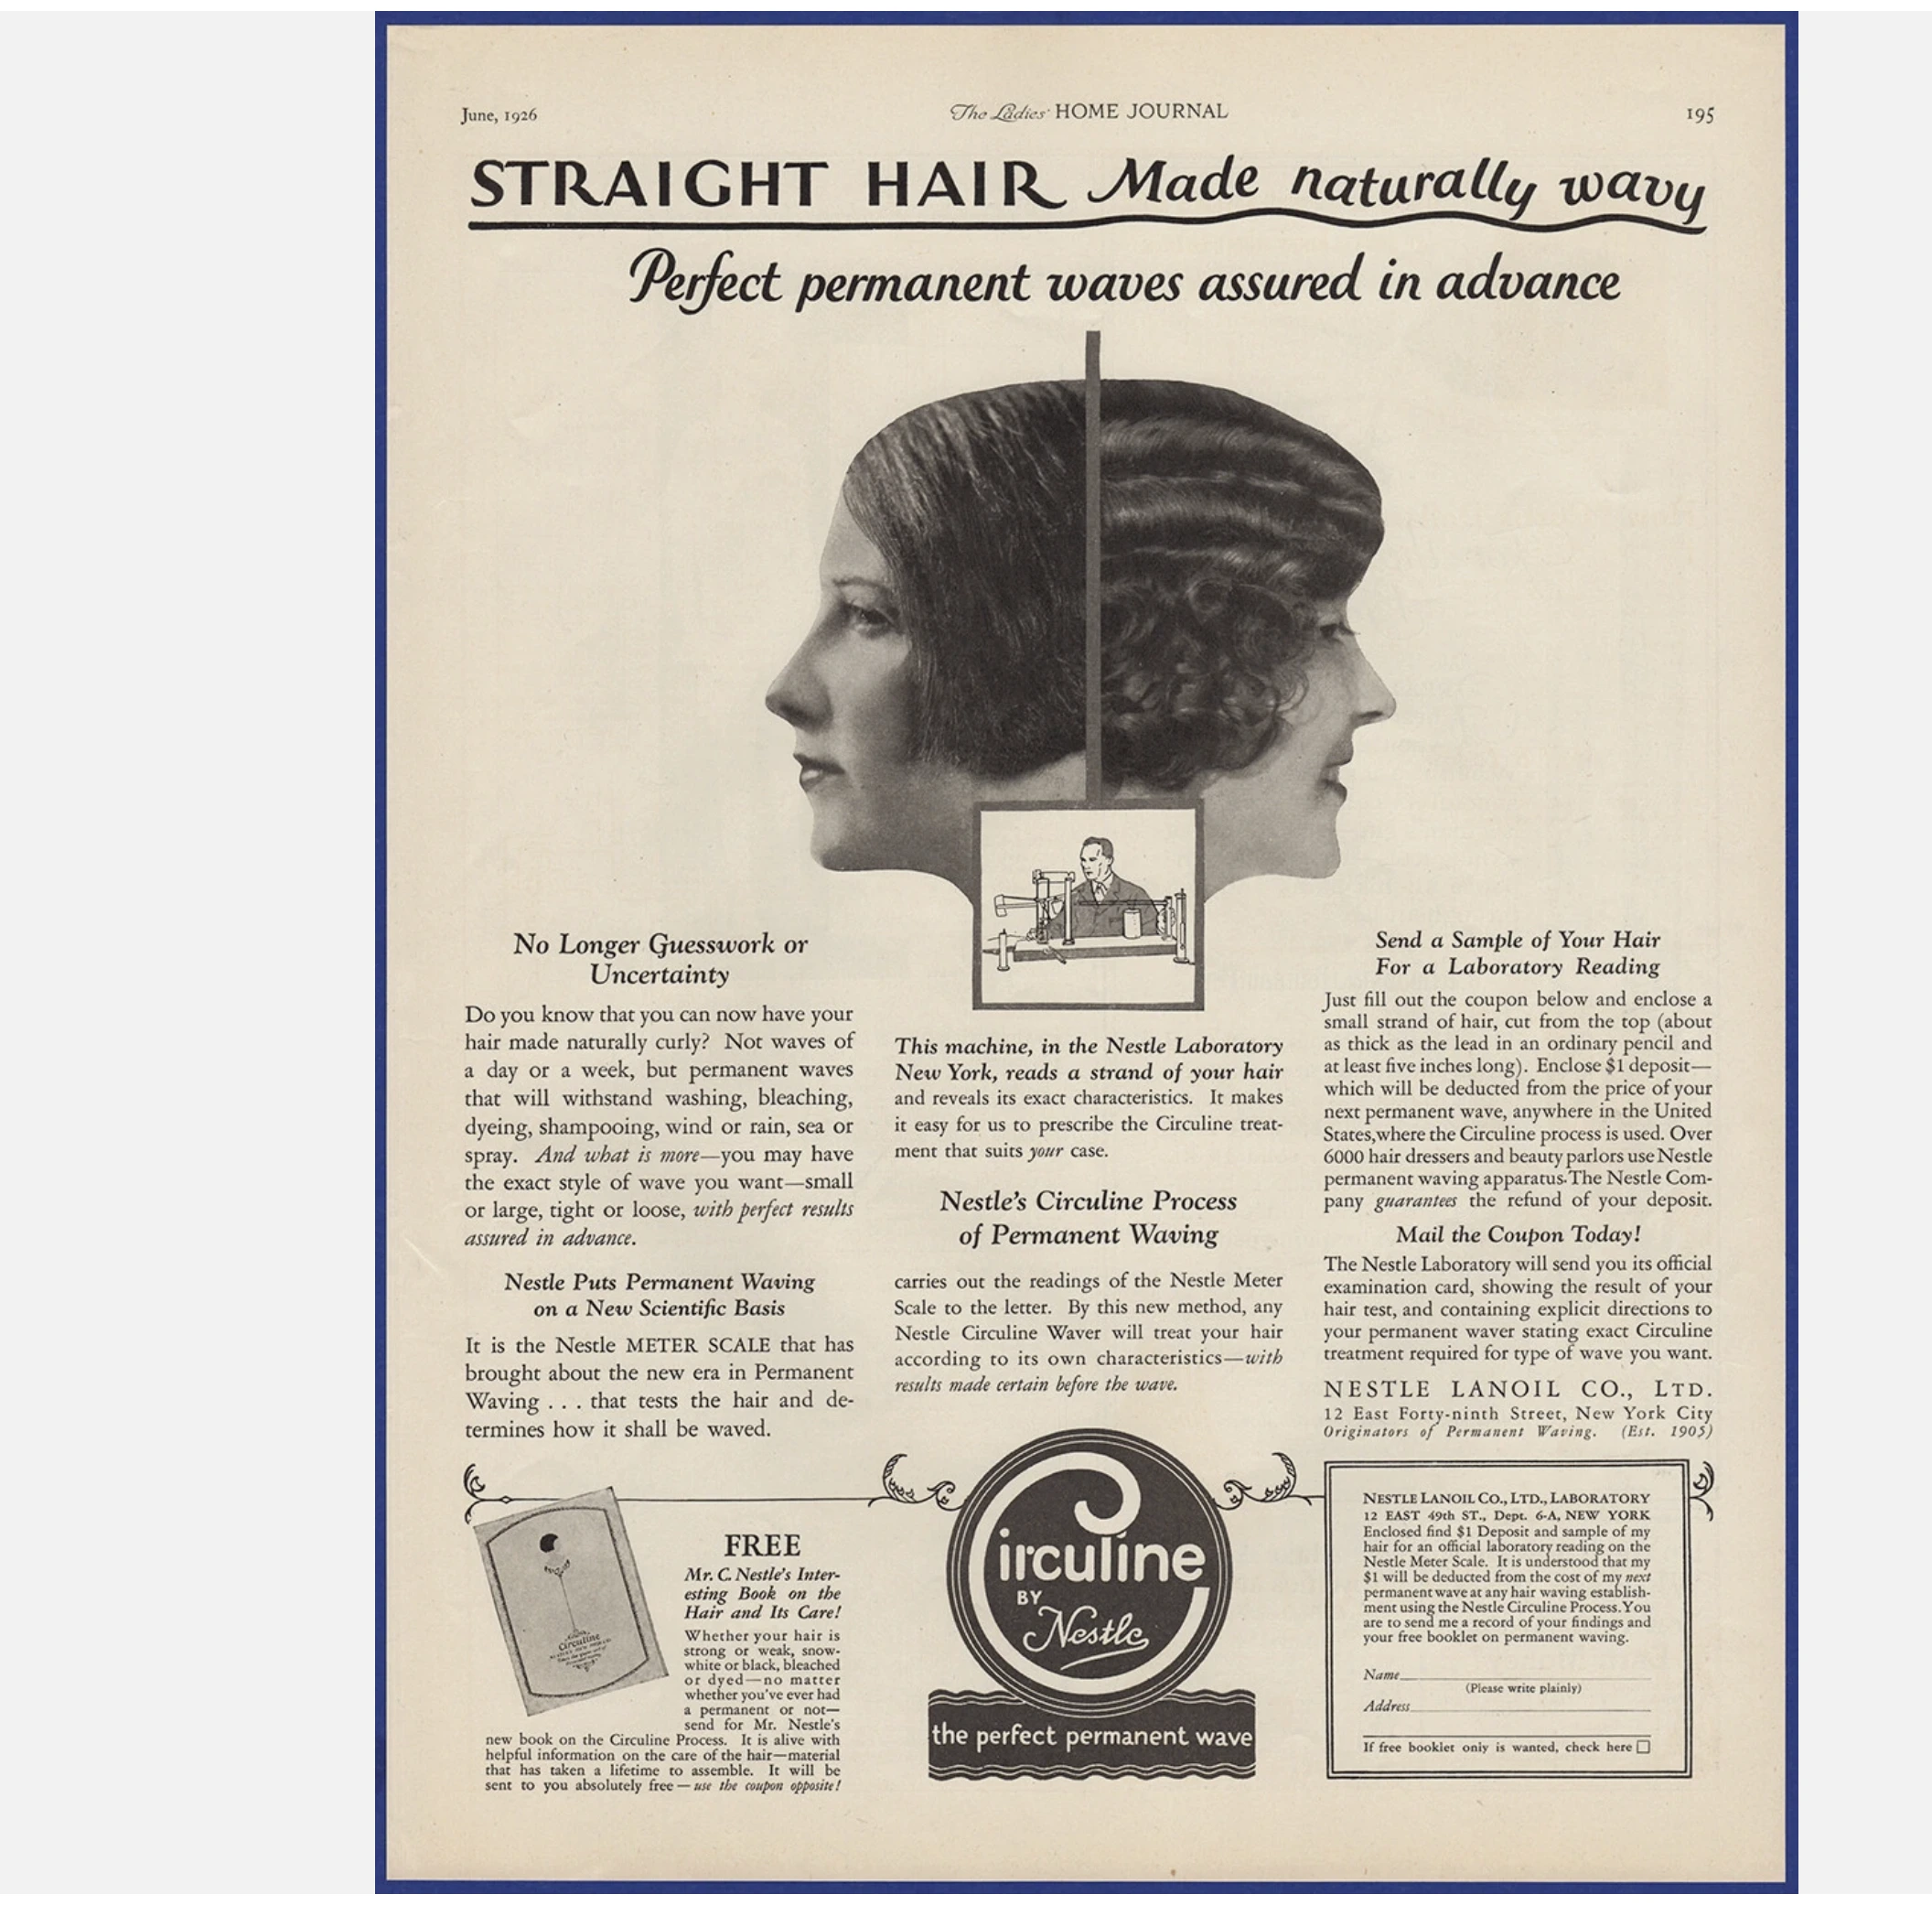 June, 1926
The Ladies' HOME JOURNAL
195
STRAIGHT HAIR Made naturally wavy
Perfect permanent waves assured in advance
No Longer Guesswork or
Uncertainty
Do you know that you can now have your
hair made naturally curly? Not waves of
a day or a week, but permanent waves
that will withstand washing, bleaching,
dyeing, shampooing, wind or rain, sea or
spray. And what is more—you may have
the exact style of wave you want—small
or large, tight or loose, with perfect results
assured in advance.
Nestle Puts Permanent Waving
on a New Scientific Basis
It is the Nestle METER SCALE that has
brought about the new era in Permanent
Waving . . . that tests the hair and de-
termines how it shall be waved.
This machine, in the Nestle Laboratory
New York, reads a strand of your hair
and reveals its exact characteristics. It makes
it easy for us to prescribe the Circuline treat-
ment that suits your case.
Nestle's Circuline Process
of Permanent Waving
carries out the readings of the Nestle Meter
Scale to the letter. By this new method, any
Nestle Circuline Waver will treat your hair
according to its own characteristics—with
results made certain before the wave.
Send a Sample of Your Hair
For a Laboratory Reading
Just fill out the coupon below and enclose a
small strand of hair, cut from the top (about
as thick as the lead in an ordinary pencil and
at least five inches long). Enclose $1 deposit—
which will be deducted from the price of your
next permanent wave, anywhere in the United
States, where the Circuline process is used. Over
6000 hair dressers and beauty parlors use Nestle
permanent waving apparatus. The Nestle Com-
pany guarantees the refund of your deposit.
Mail the Coupon Today!
The Nestle Laboratory will send you its official
examination card, showing the result of your
hair test, and containing explicit directions to
your permanent waver stating exact Circuline
treatment required for type of wave you want.
NESTLE LANOIL CO., LTD.
12 East Forty-ninth Street, New York City
Originators of Permanent Waving. (Est. 1905)
Circuline
FREE
Mr. C. Nestle's Inter-
esting Book on the
Hair and Its Care!
Whether your hair is
strong or weak, snow-
white or black, bleached
or dyed—no matter
whether you've ever had
a permanent or not—
send for Mr. Nestle's
new book on the Circuline Process. It is alive with
helpful information on the care of the hair—material
that has taken a lifetime to assemble. It will be
sent to you absolutely free—use the coupon opposite!
Circuline
BY
Nestle
the perfect permanent wave
NESTLE LANOIL CO., LTD., LABORATORY
12 EAST 49th ST., Dept. 6-A, NEW YORK
Enclosed find $1 Deposit and sample of my
hair for an official laboratory reading on the
Nestle Meter Scale. It is understood that my
$1 will be deducted from the cost of my next
permanent wave at any hair waving establish-
ment using the Nestle Circuline Process. You
are to send me a record of your findings and
your free booklet on permanent waving.
Name
(Please write plainly)
Address
If free booklet only is wanted, check here